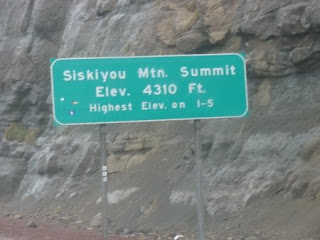 Siskiyou Mtn. Summit
Elev. 4310 Ft.
Highest Elev. on I-5